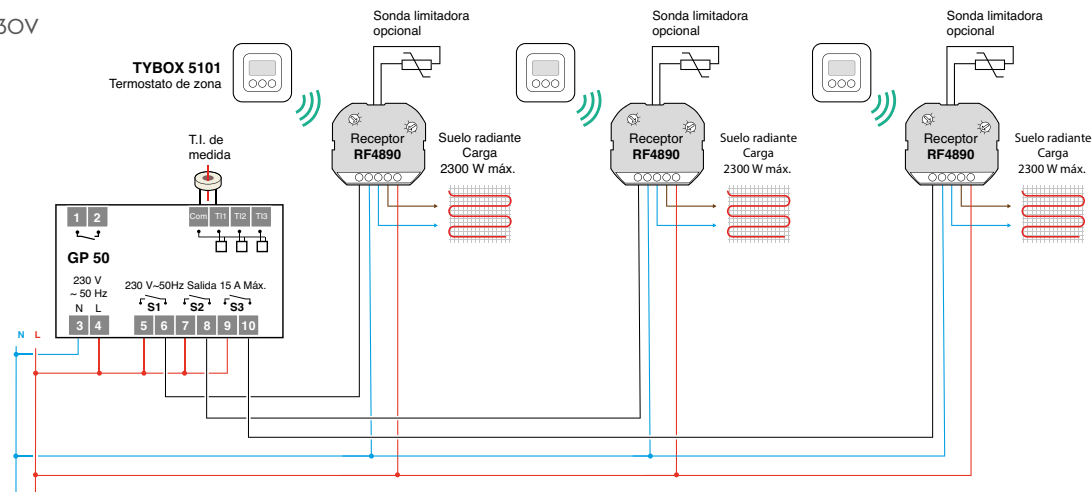 30V
Sonda limitadora
opcional
Sonda limitadora
opcional
Sonda limitadora
opcional
TYBOX 5101
Termostato de zona
T.I. de
medida
Receptor
RF4890
Suelo radiante
Carga
2300 W máx.
Receptor
RF4890
Suelo radiante
Carga
2300 W máx.
Receptor
RF4890
Suelo radiante
Carga
2300 W máx.
1 2
Com TI1 TI2 TI3
GP 50
230 V
~ 50 Hz
N L
230 V~50Hz Salida 15 A Máx.
S1 S2 S3
3 4 5 6 7 8 9 10
N L